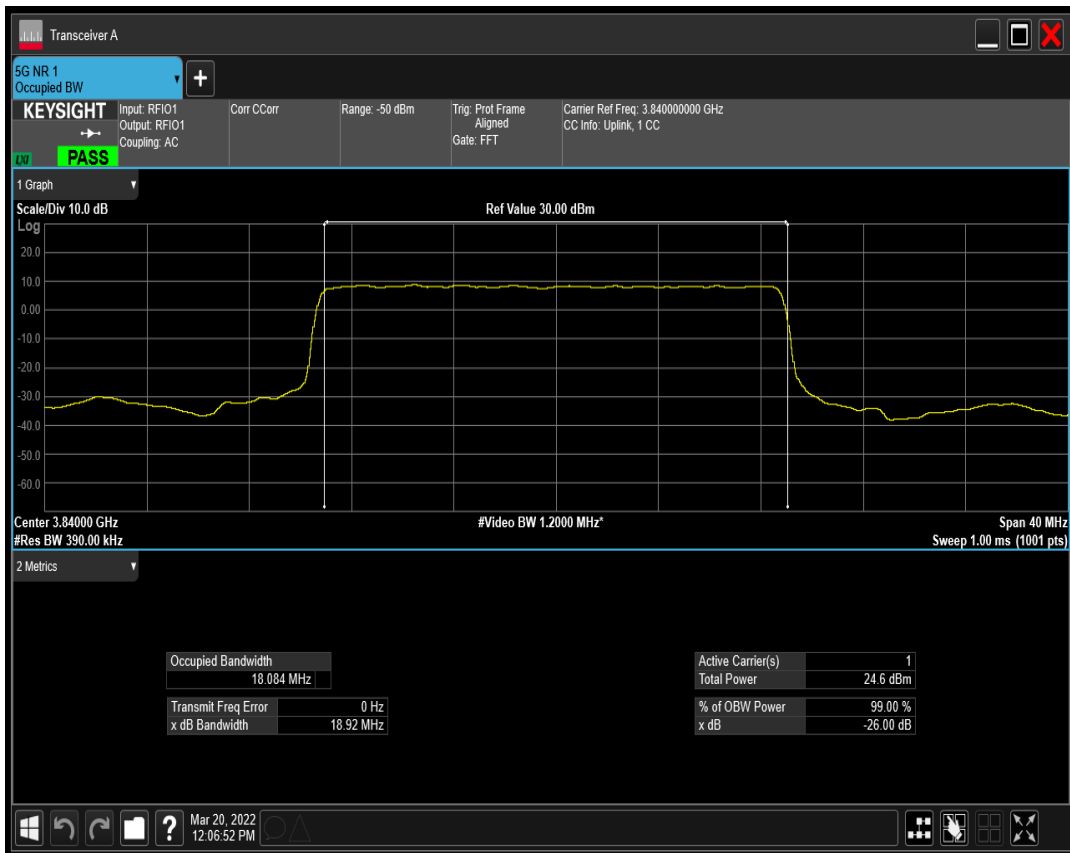 Transceiver A
5G NR 1
Occupied BW
+
KEYSIGHT
Input: RFIO1
Output: RFIO1
Coupling: AC
Corr CCorr
Range: -50 dBm
Trig: Prot Frame
Aligned
Gate: FFT
Carrier Ref Freq: 3.840000000 GHz
CC Info: Uplink, 1 CC
LXI
PASS
1 Graph
Scale/Div 10.0 dB
Ref Value 30.00 dBm
Log
20.0
10.0
0.00
-10.0
-20.0
-30.0
-40.0
-50.0
-60.0
Center 3.84000 GHz
#Video BW 1.2000 MHz*
Span 40 MHz
#Res BW 390.00 kHz
Sweep 1.00 ms (1001 pts)
2 Metrics
Occupied Bandwidth
18.084 MHz
Transmit Freq Error 0 Hz
x dB Bandwidth 18.92 MHz
Active Carrier(s) 1
Total Power 24.6 dBm
% of OBW Power 99.00 %
x dB -26.00 dB
?
Mar 20, 2022
12:06:52 PM